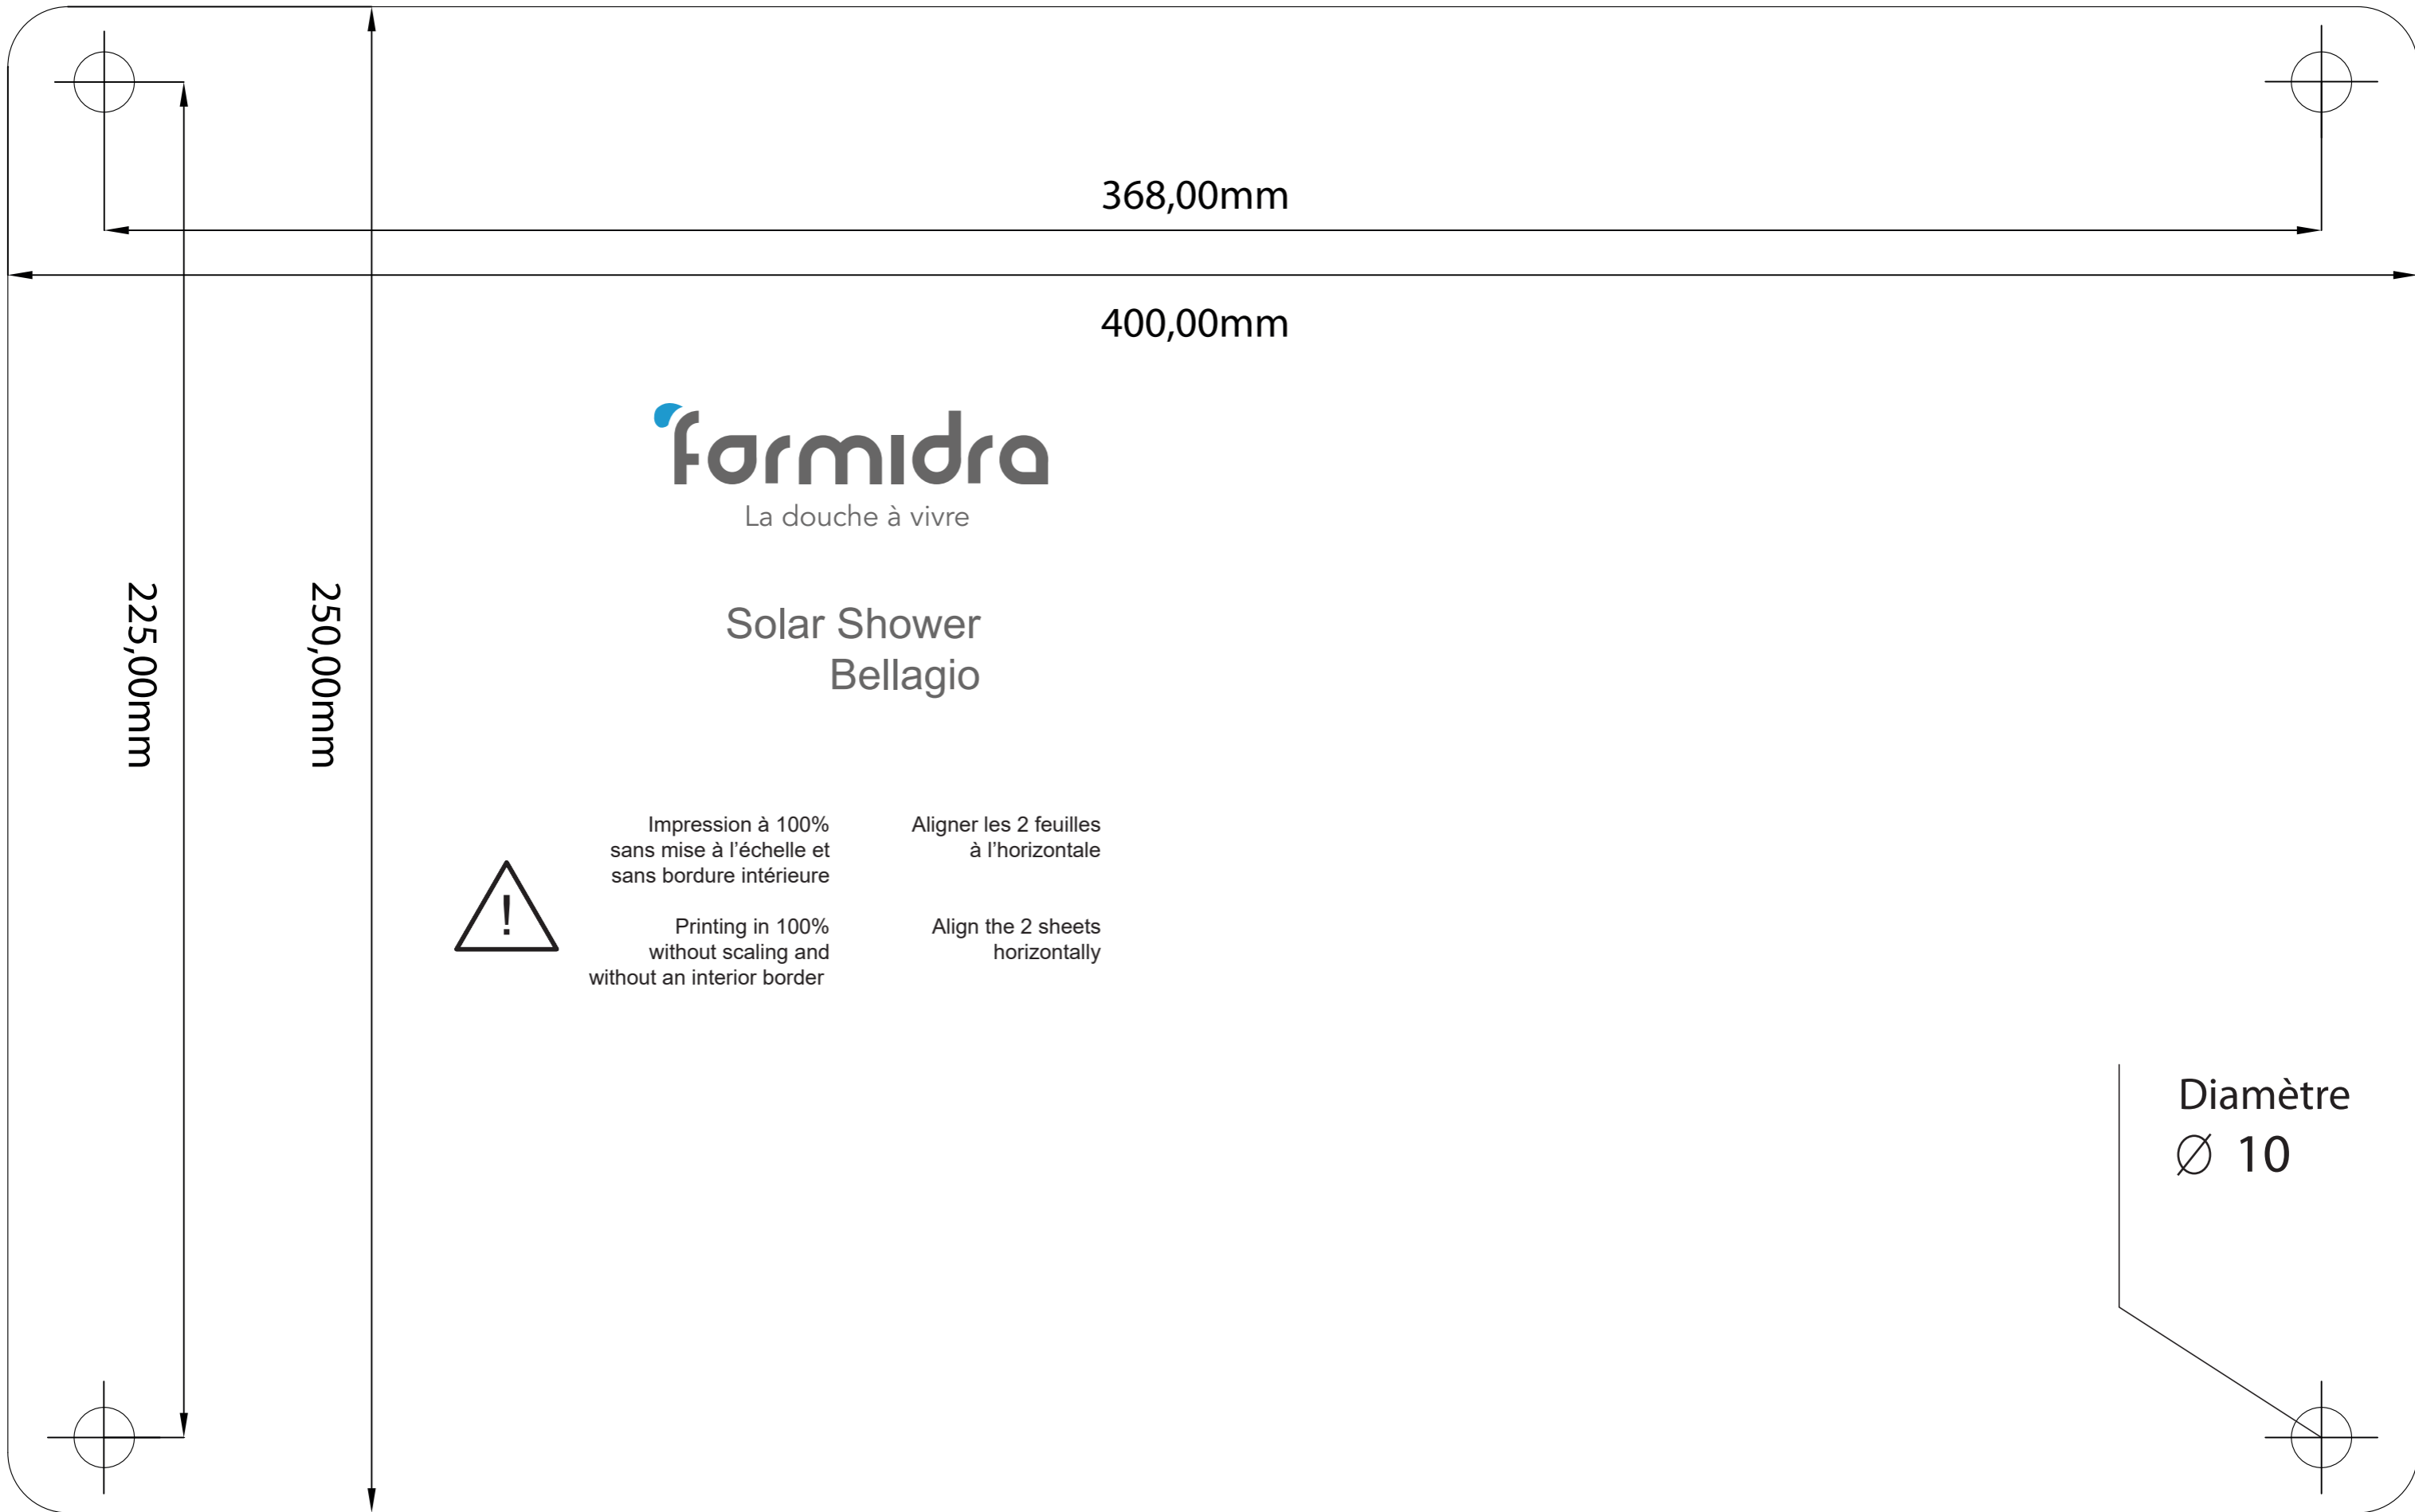 368,00mm
400,00mm
formidra
La douche à vivre
225,00mm
250,00mm
Solar Shower
Bellagio
Impression à 100%
sans mise à l'échelle et
sans bordure intérieure
Aligner les 2 feuilles
à l'horizontale
!
Printing in 100%
without scaling and
without an interior border
Align the 2 sheets
horizontally
Diamètre
∅ 10